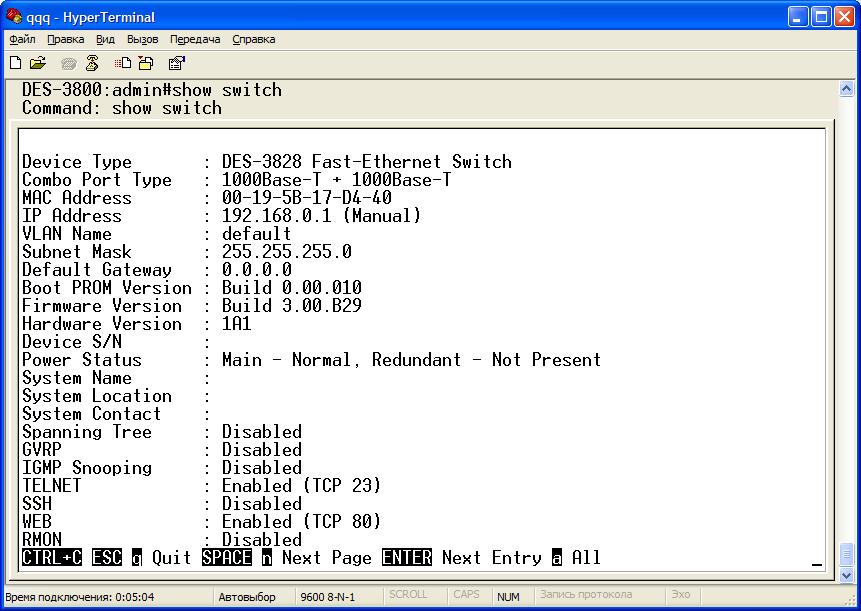 qqq - HyperTerminal
Файл Правка Вид Вызов Передача Справка
DES-3800:admin#show switch
Command: show switch
Device Type : DES-3828 Fast-Ethernet Switch
Combo Port Type : 1000Base-T + 1000Base-T
MAC Address : 00-19-5B-17-D4-40
IP Address : 192.168.0.1 (Manual)
VLAN Name : default
Subnet Mask : 255.255.255.0
Default Gateway : 0.0.0.0
Boot PROM Version : Build 0.00.010
Firmware Version : Build 3.00.B29
Hardware Version : 1A1
Device S/N :
Power Status : Main - Normal, Redundant - Not Present
System Name :
System Location :
System Contact :
Spanning Tree : Disabled
GVRP : Disabled
IGMP Snooping : Disabled
TELNET : Enabled (TCP 23)
SSH : Disabled
WEB : Enabled (TCP 80)
RMON : Disabled
CTRL+C ESC q Quit SPACE n Next Page ENTER Next Entry a All
Время подключения: 0:05:04 Автовыбор 9600 8-N-1 SCROLL CAPS NUM Запись протокола Эхо